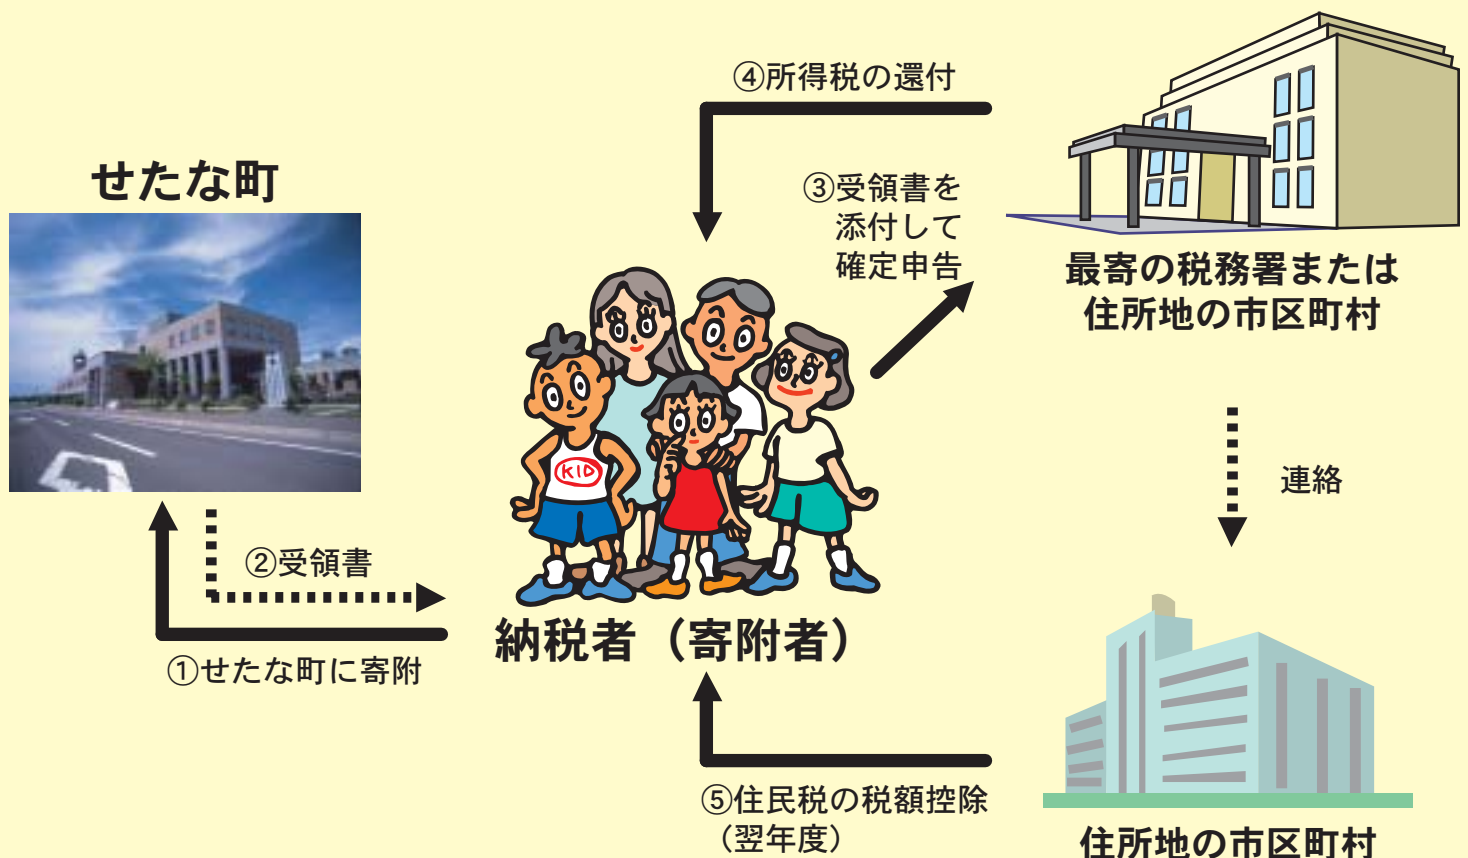 ④所得税の還付
せたな町
③受領書を
添付して
確定申告
最寄の税務署または
住所地の市区町村
KID
連絡
②受領書
納税者（寄附者）
①せたな町に寄附
⑤住民税の税額控除
（翌年度）
住所地の市区町村